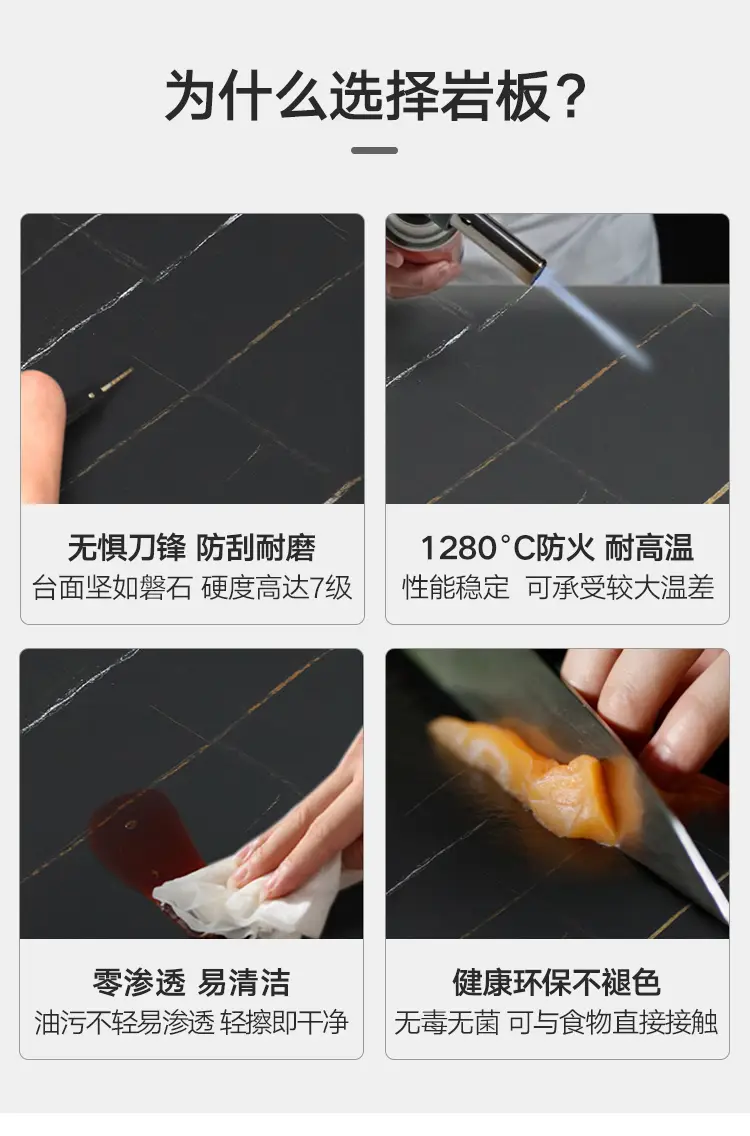 为什么选择岩板?
无惧刀锋 防刮耐磨
台面坚如磐石 硬度高达7级
1280°C防火 耐高温
性能稳定 可承受较大温差
零渗透 易清洁
油污不轻易渗透 轻擦即干净
健康环保不褪色
无毒无菌 可与食物直接接触